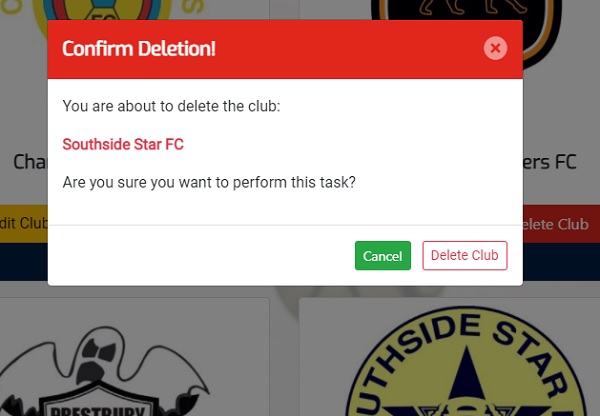 FC
Confirm Deletion!
You are about to delete the club:
Southside Star FC
Are you sure you want to perform this task?
Cha
ers FC
dit Club
elete Club
Cancel
Delete Club
PRESTBURY
UTHSIDE STAR